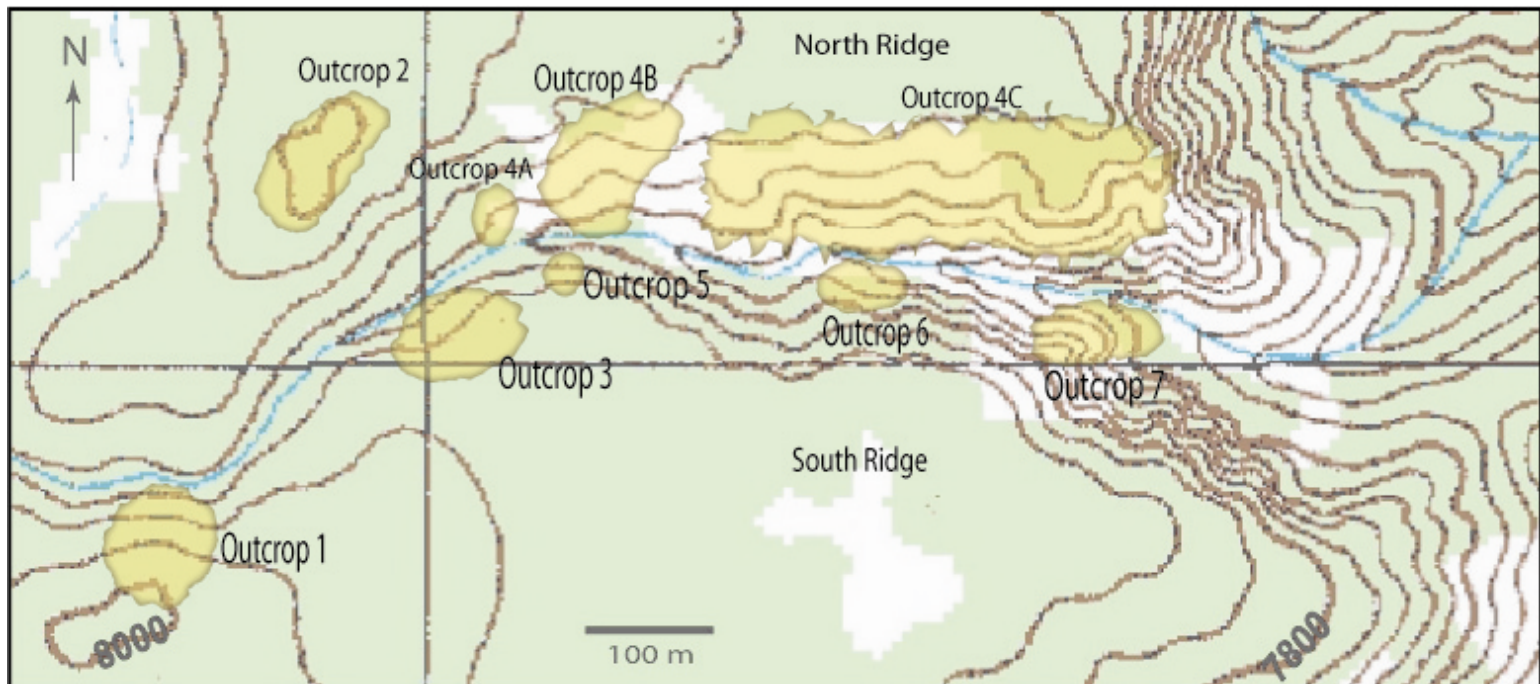 North Ridge
N
Outcrop 2
Outcrop 4B
Outcrop 4C
Outcrop 4A
Outcrop 5
Outcrop 6
Outcrop 3
Outcrop 7
South Ridge
Outcrop 1
8000
100 m
7800